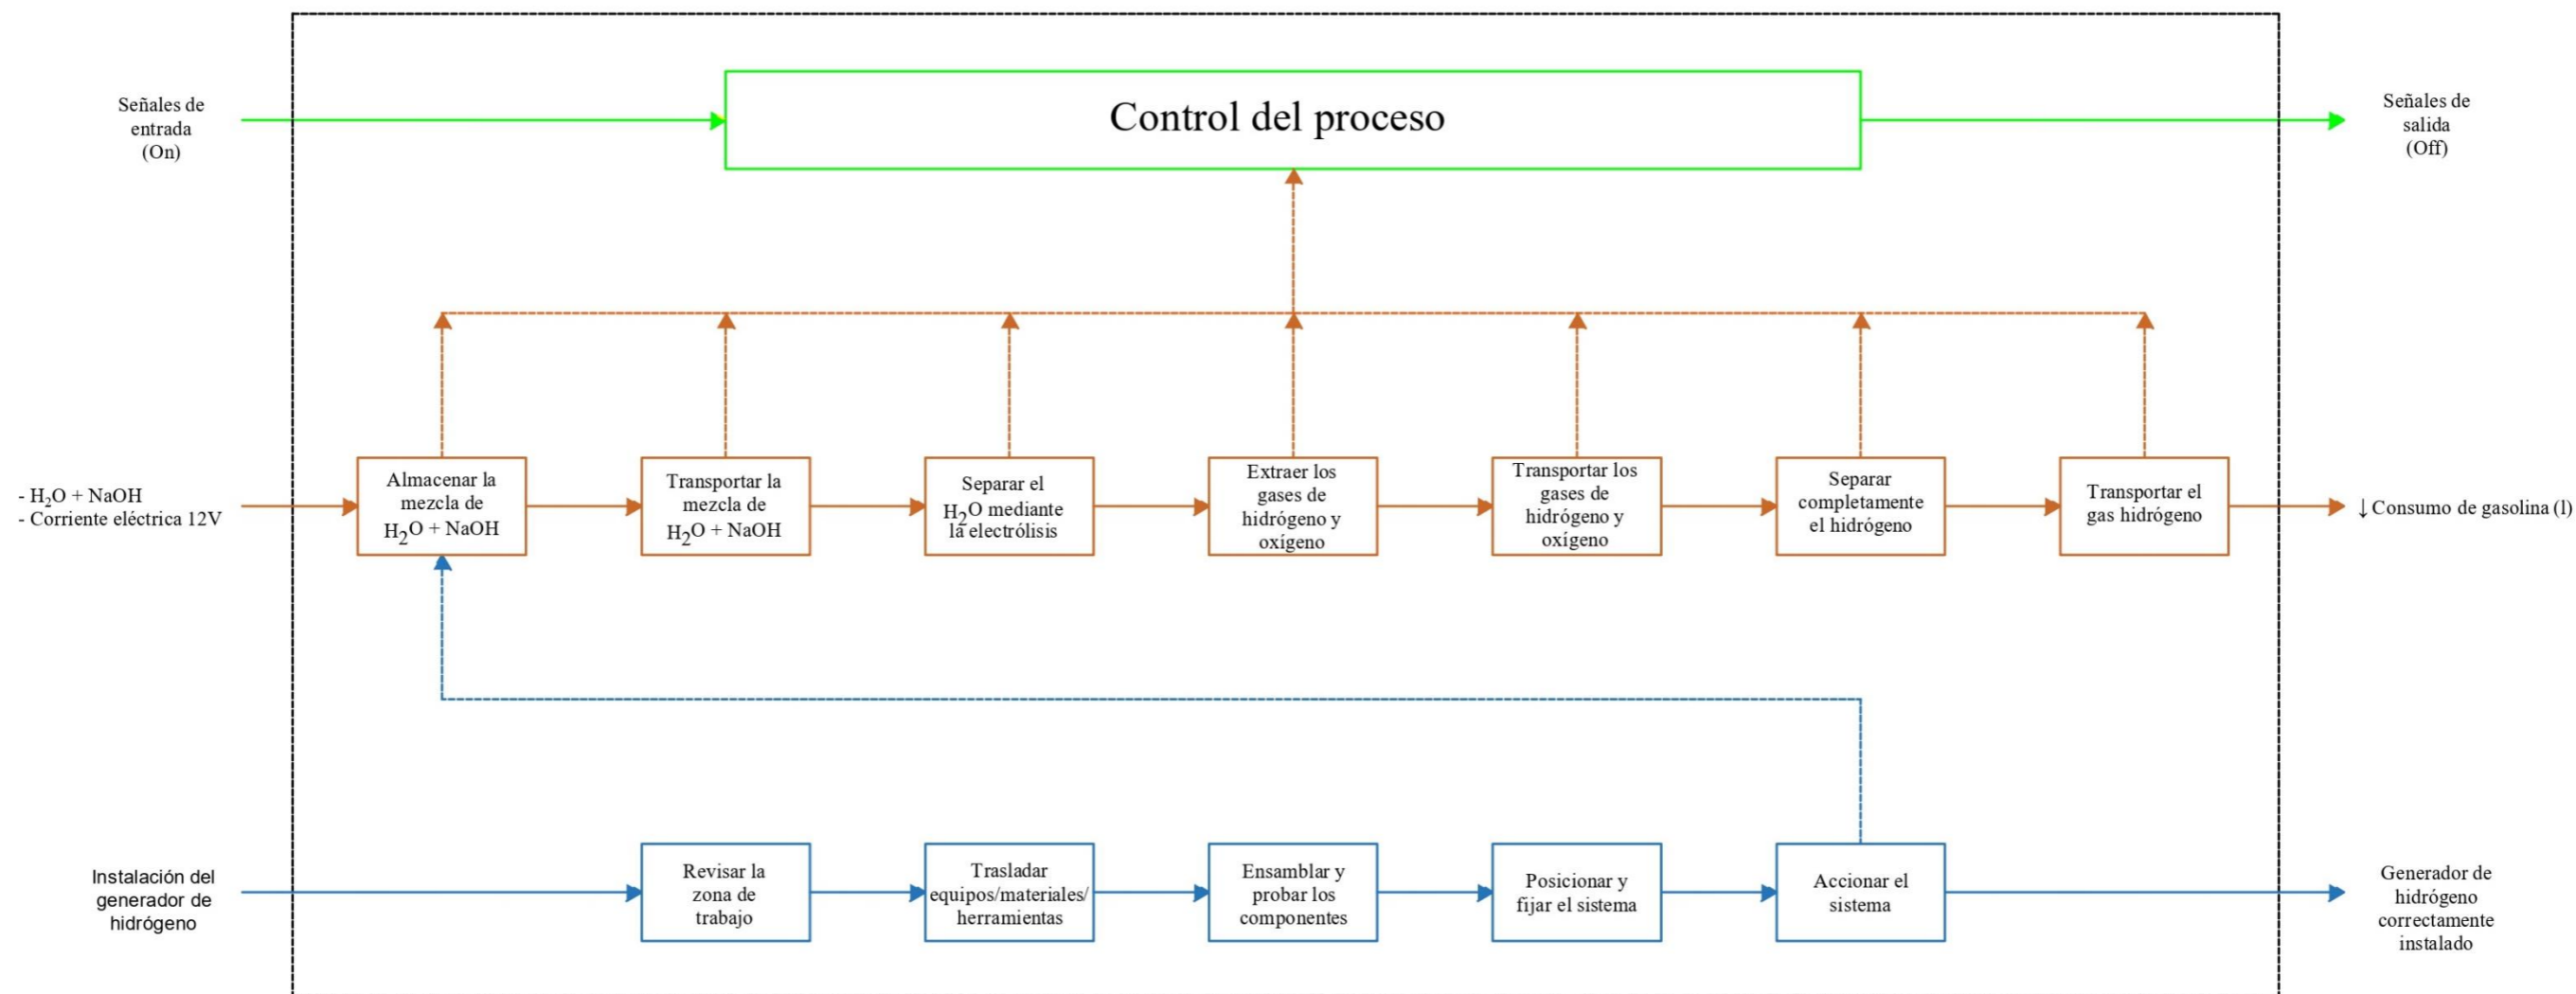 Señales de
entrada
(On)
Control del proceso
Señales de
salida
(Off)
- H₂O + NaOH
- Corriente eléctrica 12V
Almacenar la
mezcla de
H₂O + NaOH
Transportar la
mezcla de
H₂O + NaOH
Separar el
H₂O mediante
la electrólisis
Extraer los
gases de
hidrógeno y
oxígeno
Transportar los
gases de
hidrógeno y
oxígeno
Separar
completamente
el hidrógeno
Transportar el
gas hidrógeno
↓ Consumo de gasolina (l)
Instalación del
generador de
hidrógeno
Revisar la
zona de
trabajo
Trasladar
equipos/materiales/
herramientas
Ensamblar y
probar los
componentes
Posicionar y
fijar el sistema
Accionar el
sistema
Generador de
hidrógeno
correctamente
instalado